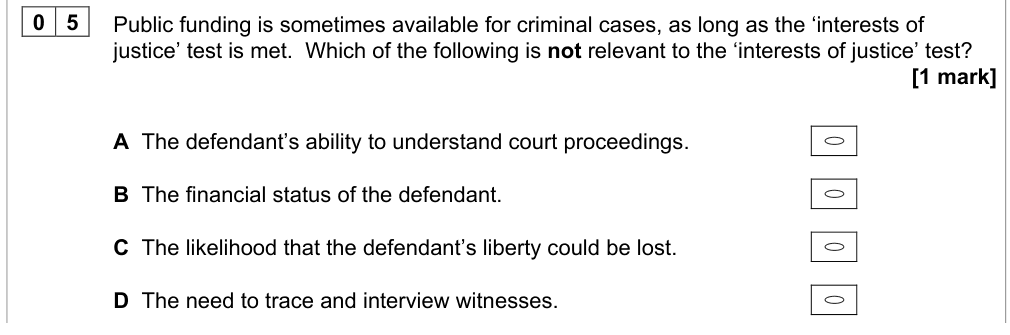 0 5 Public funding is sometimes available for criminal cases, as long as the ‘interests of
justice’ test is met.  Which of the following is not relevant to the ‘interests of justice’ test?
[1 mark]
A The defendant’s ability to understand court proceedings.
B The financial status of the defendant.
C The likelihood that the defendant’s liberty could be lost.
D The need to trace and interview witnesses.